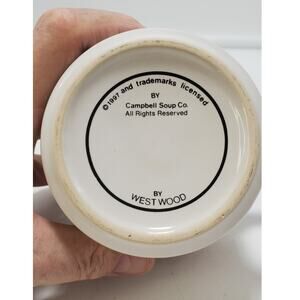 ©1997 and trademarks licensed
BY
Campbell Soup Co.
All Rights Reserved
BY
WESTWOOD